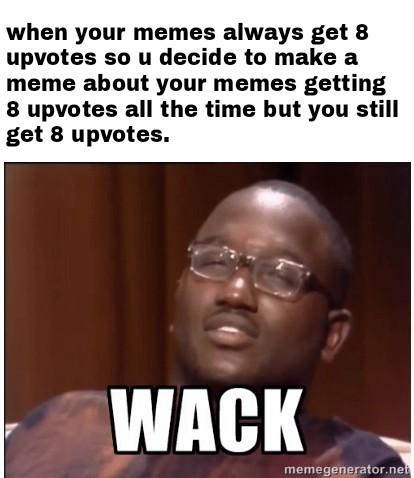 when your memes always get 8
upvotes so u decide to make a
meme about your memes getting
8 upvotes all the time but you still
get 8 upvotes.
WACK
memegenerator.net